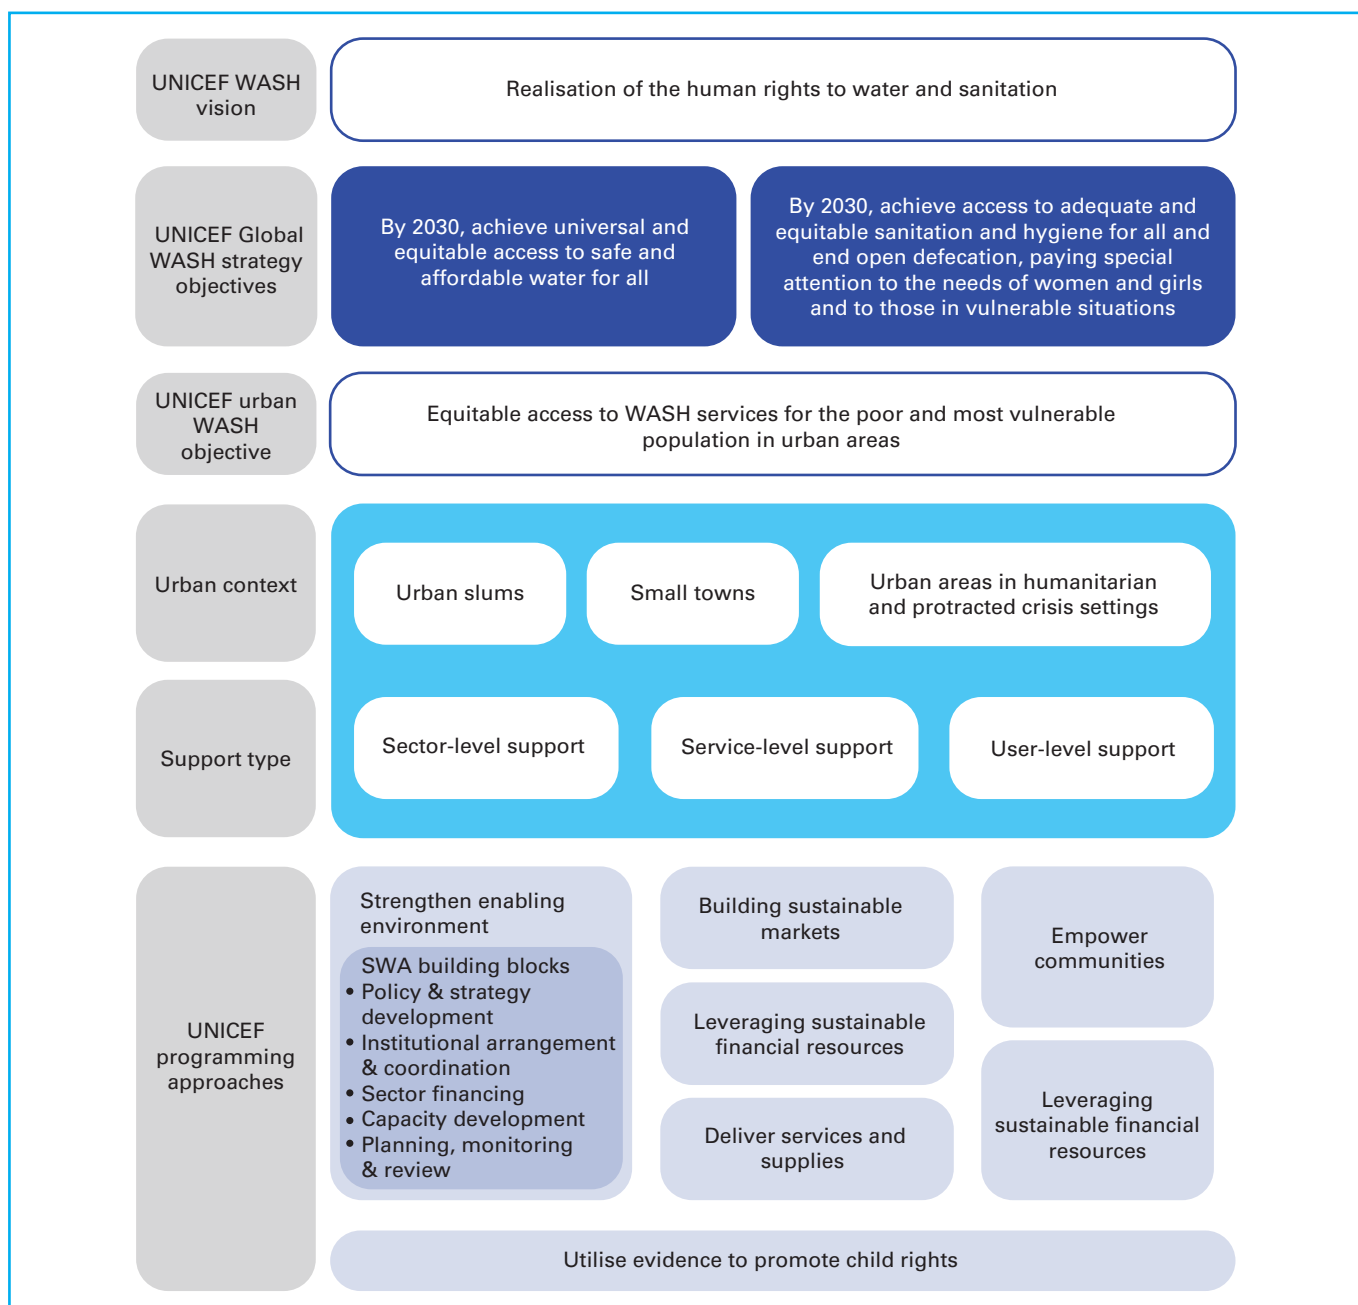 UNICEF WASH
vision
Realisation of the human rights to water and sanitation
UNICEF Global
WASH strategy
objectives
By 2030, achieve universal and
equitable access to safe and
affordable water for all
By 2030, achieve access to adequate and
equitable sanitation and hygiene for all and
end open defecation, paying special
attention to the needs of women and girls
and to those in vulnerable situations
UNICEF urban
WASH
objective
Equitable access to WASH services for the poor and most vulnerable
population in urban areas
Urban context
Urban slums
Small towns
Urban areas in humanitarian
and protracted crisis settings
Support type
Sector-level support
Service-level support
User-level support
UNICEF
programming
approaches
Strengthen enabling
environment
SWA building blocks
• Policy & strategy
development
• Institutional arrangement
& coordination
• Sector financing
• Capacity development
• Planning, monitoring
& review
Building sustainable
markets
Leveraging sustainable
financial resources
Deliver services and
supplies
Empower
communities
Leveraging
sustainable financial
resources
Utilise evidence to promote child rights